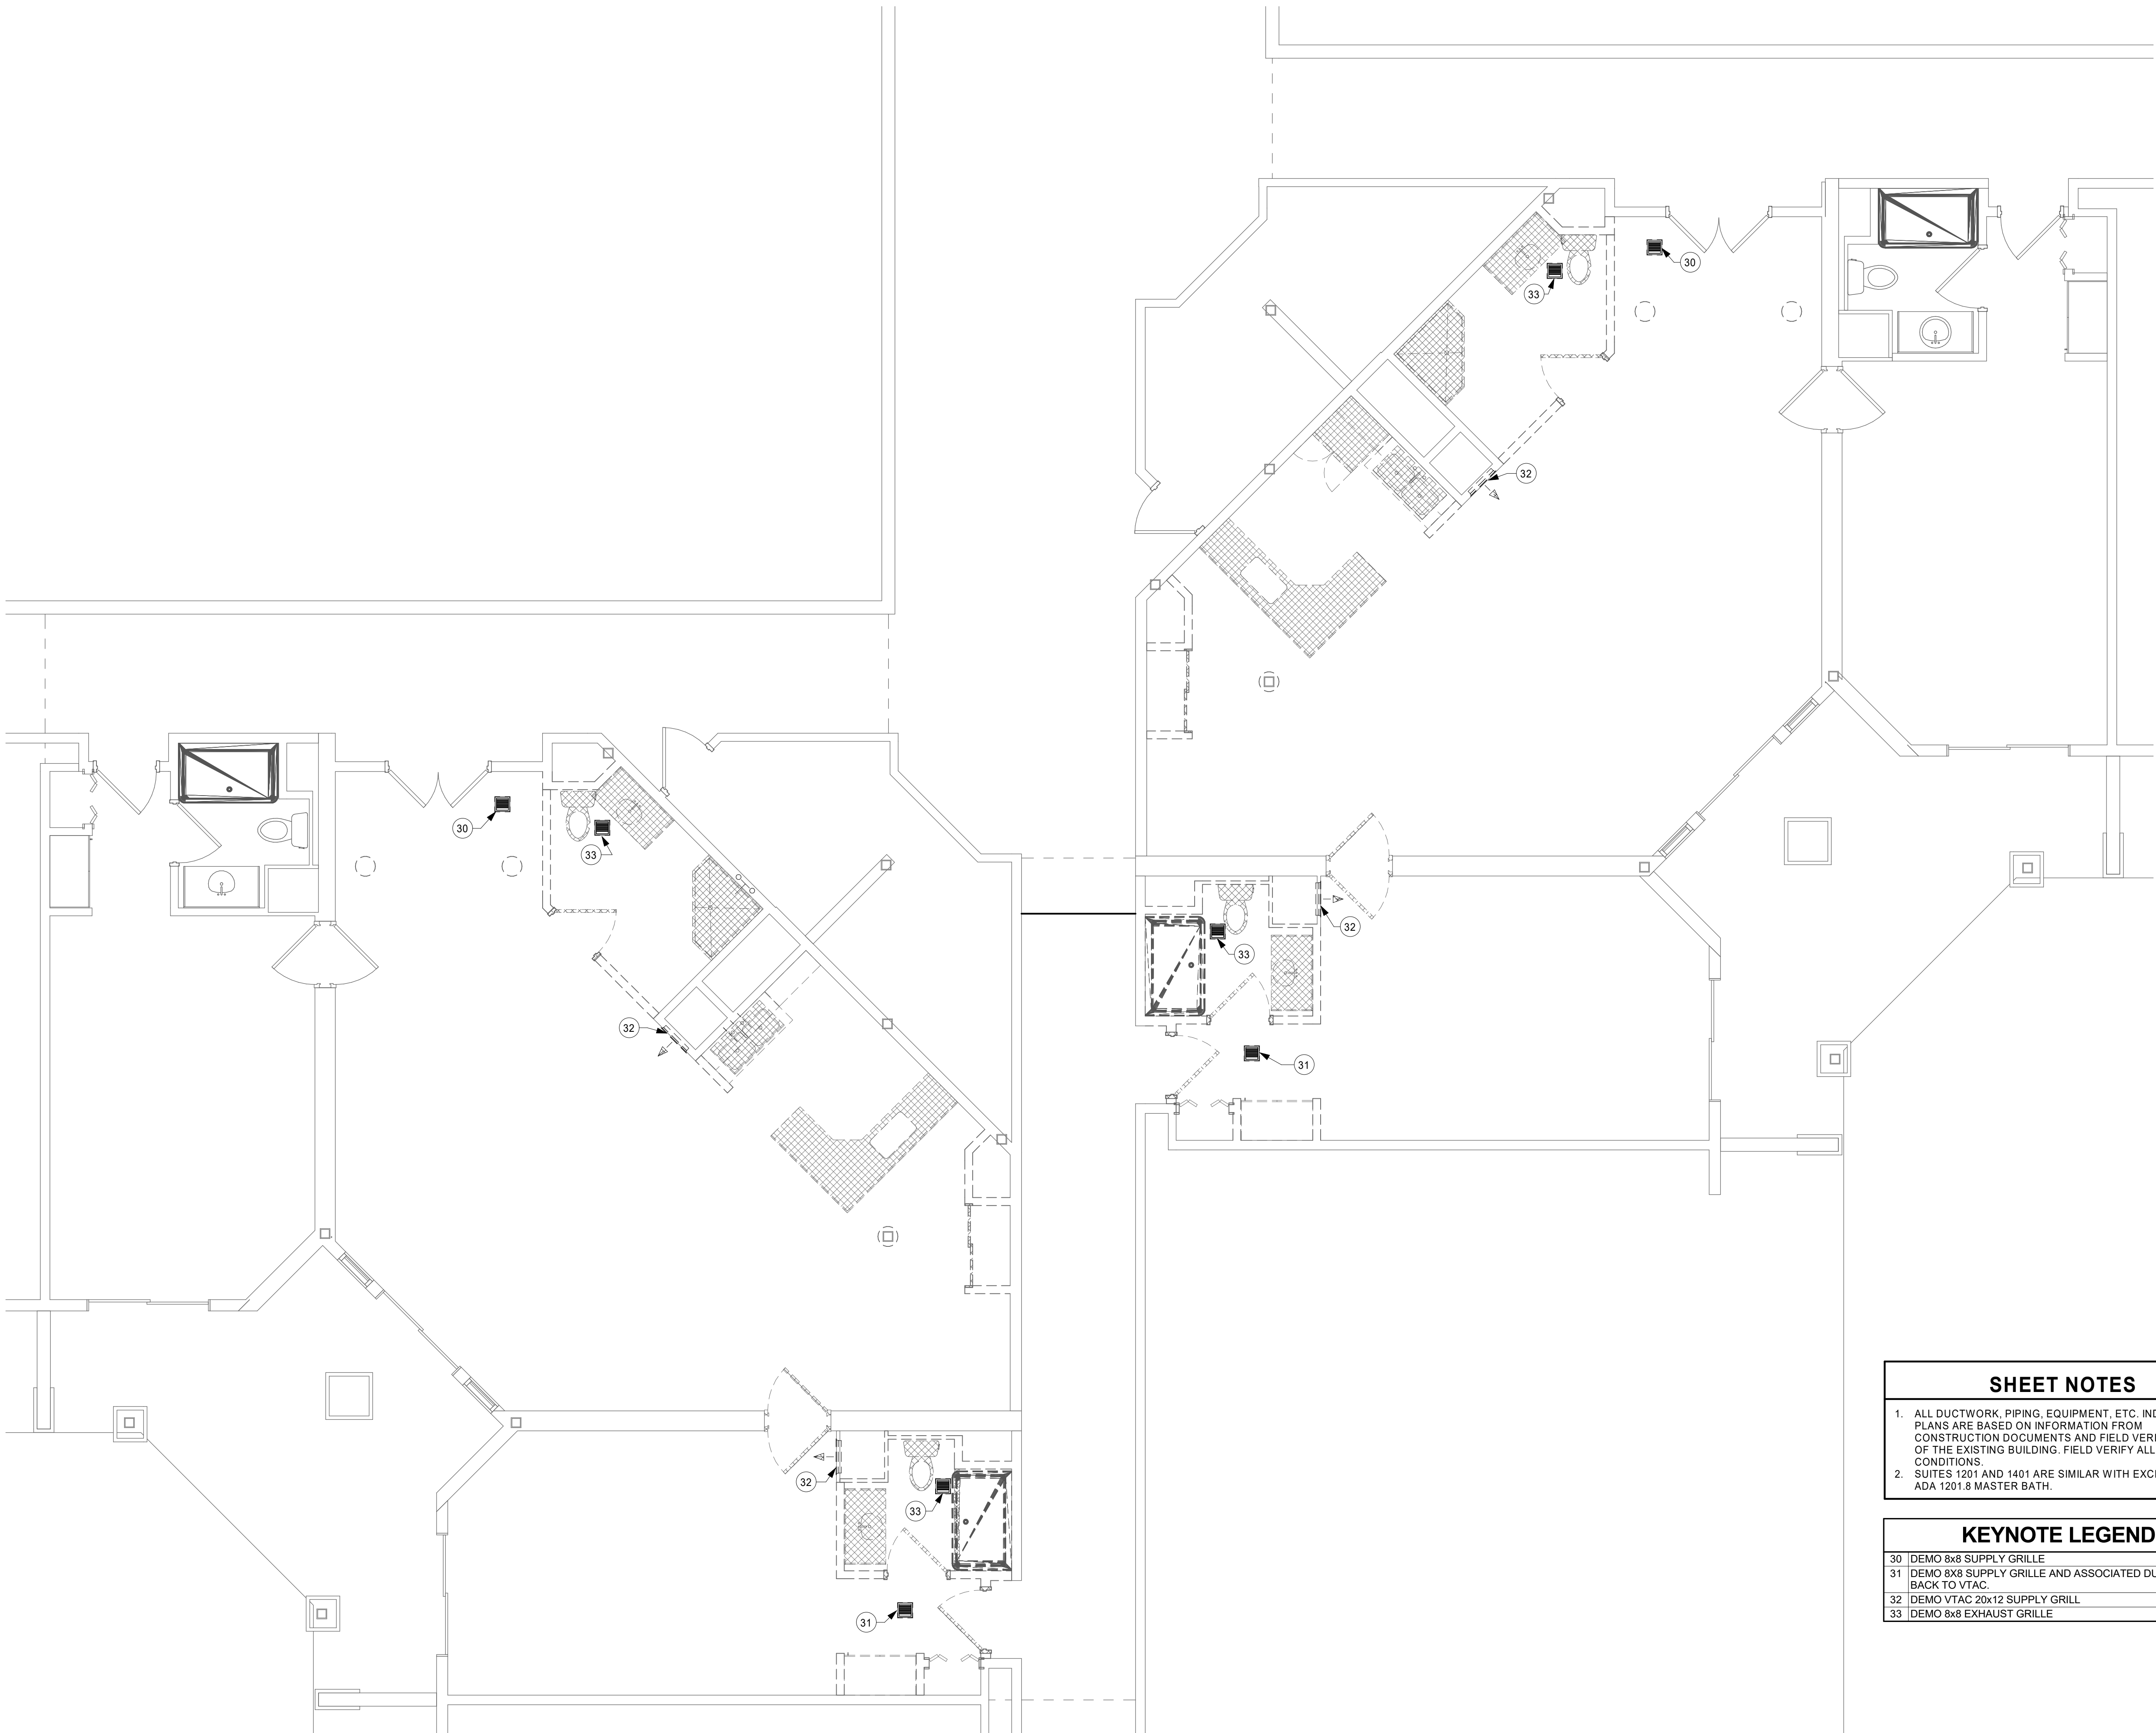 30
33
32
30
33
32
33
32
31
32
33
31
SHEET NOTES
1. ALL DUCTWORK, PIPING, EQUIPMENT, ETC.
PLANS ARE BASED ON INFORMATION FROM
CONSTRUCTION DOCUMENTS AND FIELD
OF THE EXISTING BUILDING. FIELD VERIFY ALL
CONDITIONS.
2. SUITES 1201 AND 1401 ARE SIMILAR WITH
ADA 1201.8 MASTER BATH.
KEYNOTE LEGEND
30 DEMO 8x8 SUPPLY GRILLE
31 DEMO 8X8 SUPPLY GRILLE AND ASSOCIATED
BACK TO VTAC.
32 DEMO VTAC 20x12 SUPPLY GRILL
33 DEMO 8x8 EXHAUST GRILLE